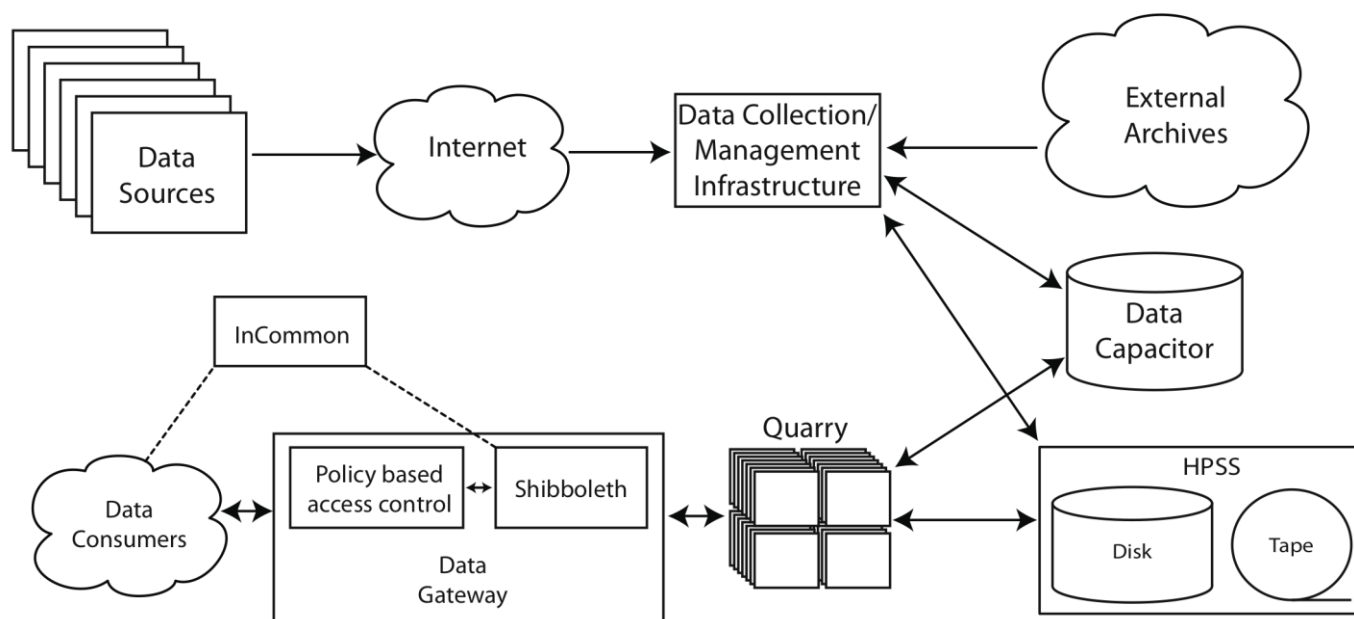 Data
Sources
Internet
Data Collection/
Management
Infrastructure
External
Archives
Data
Capacitor
InCommon
Quarry
HPSS
Policy based
access control
Shibboleth
Data
Consumers
Data
Gateway
Disk
Tape